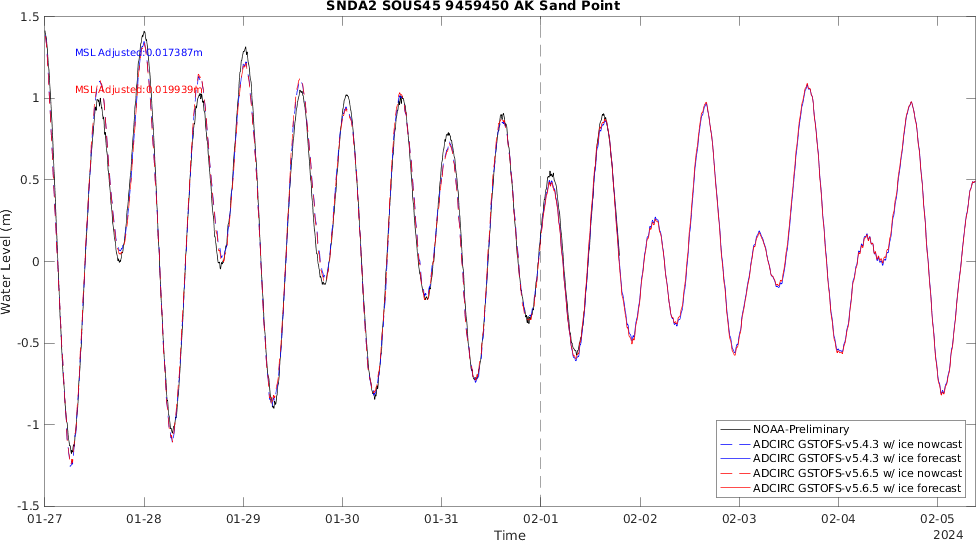 SNDA2 SOUS45 9459450 AK Sand Point
1.5
MSL Adjusted:0.017387m
MSL Adjusted:0.019939m
1
0.5
Water Level (m)
0
-0.5
-1
NOAA-Preliminary
ADCIRC GSTOFS-v5.4.3 w/ ice nowcast
ADCIRC GSTOFS-v5.4.3 w/ ice forecast
ADCIRC GSTOFS-v5.6.5 w/ ice nowcast
ADCIRC GSTOFS-v5.6.5 w/ ice forecast
-1.5
01-27 01-28 01-29 01-30 01-31 02-01 02-02 02-03 02-04 02-05
Time 2024